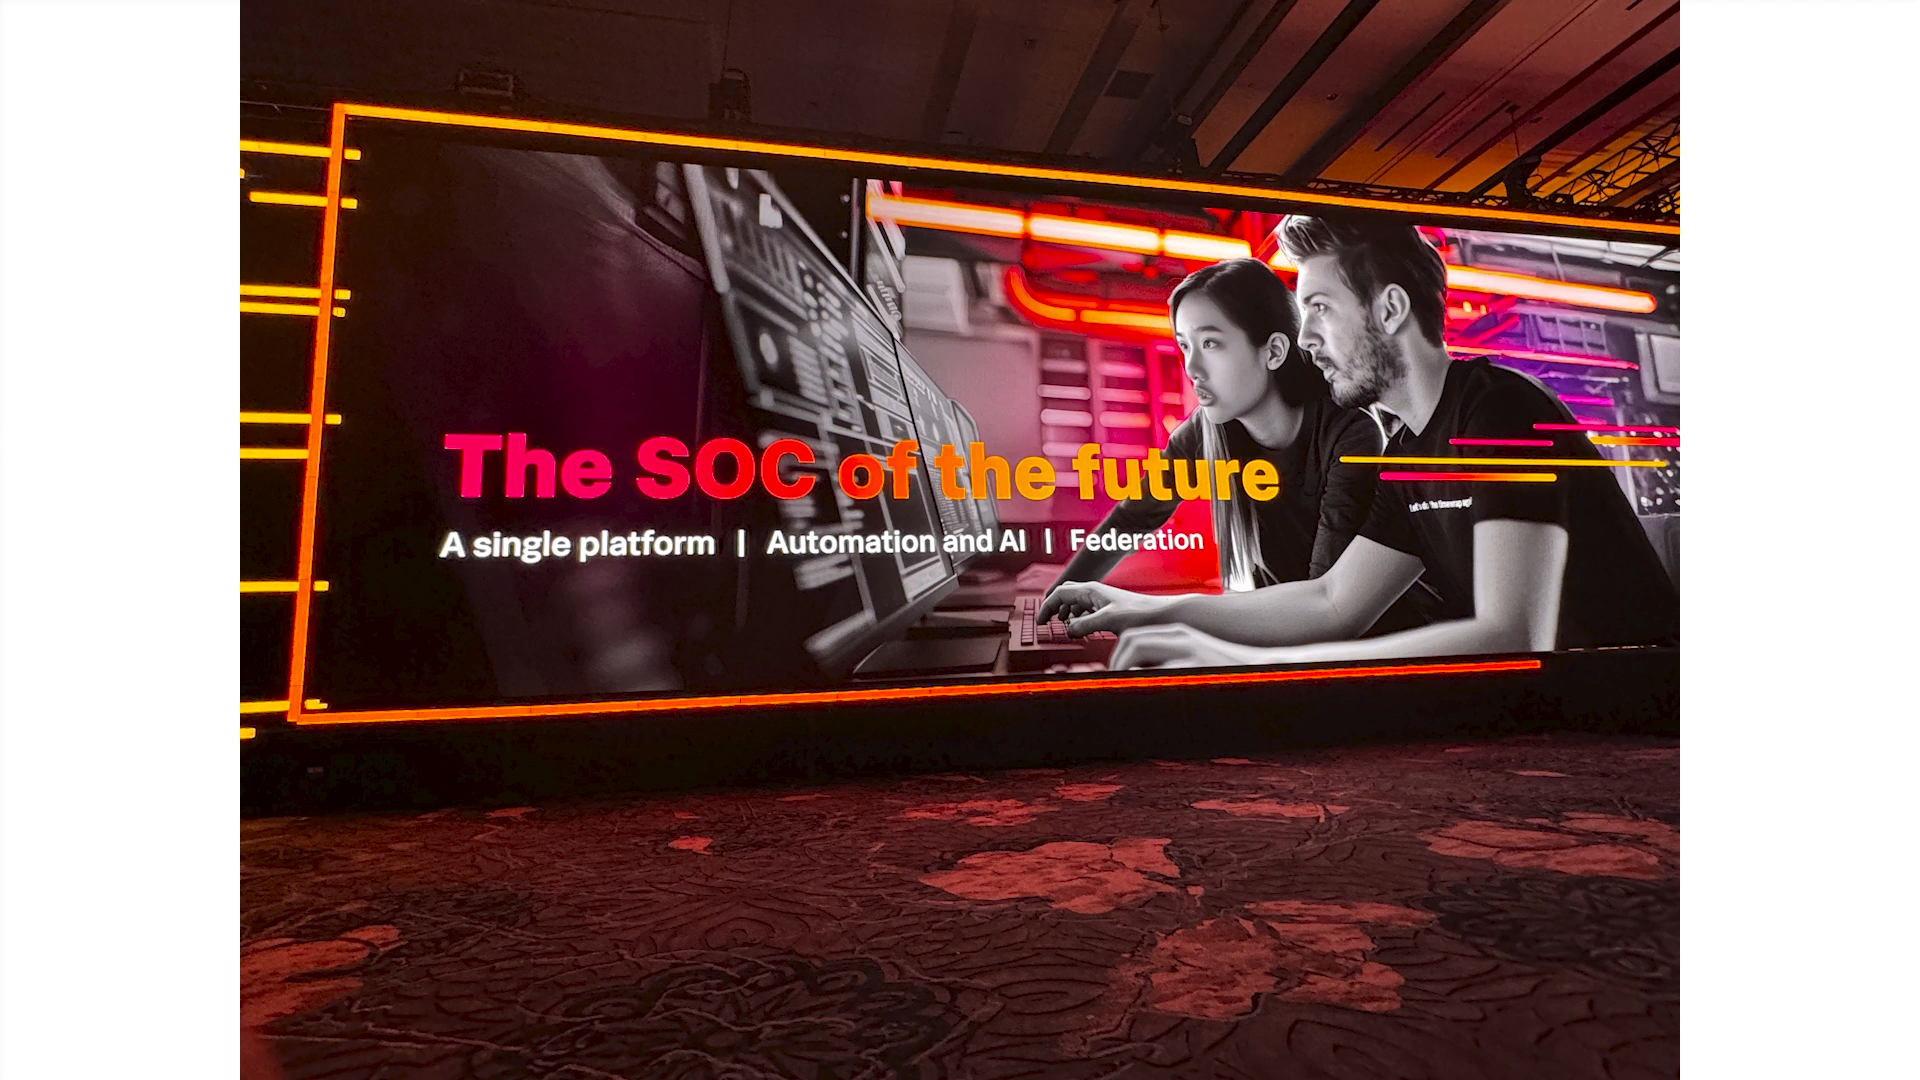 The SOC of the future
A single platform | Automation and AI | Federation